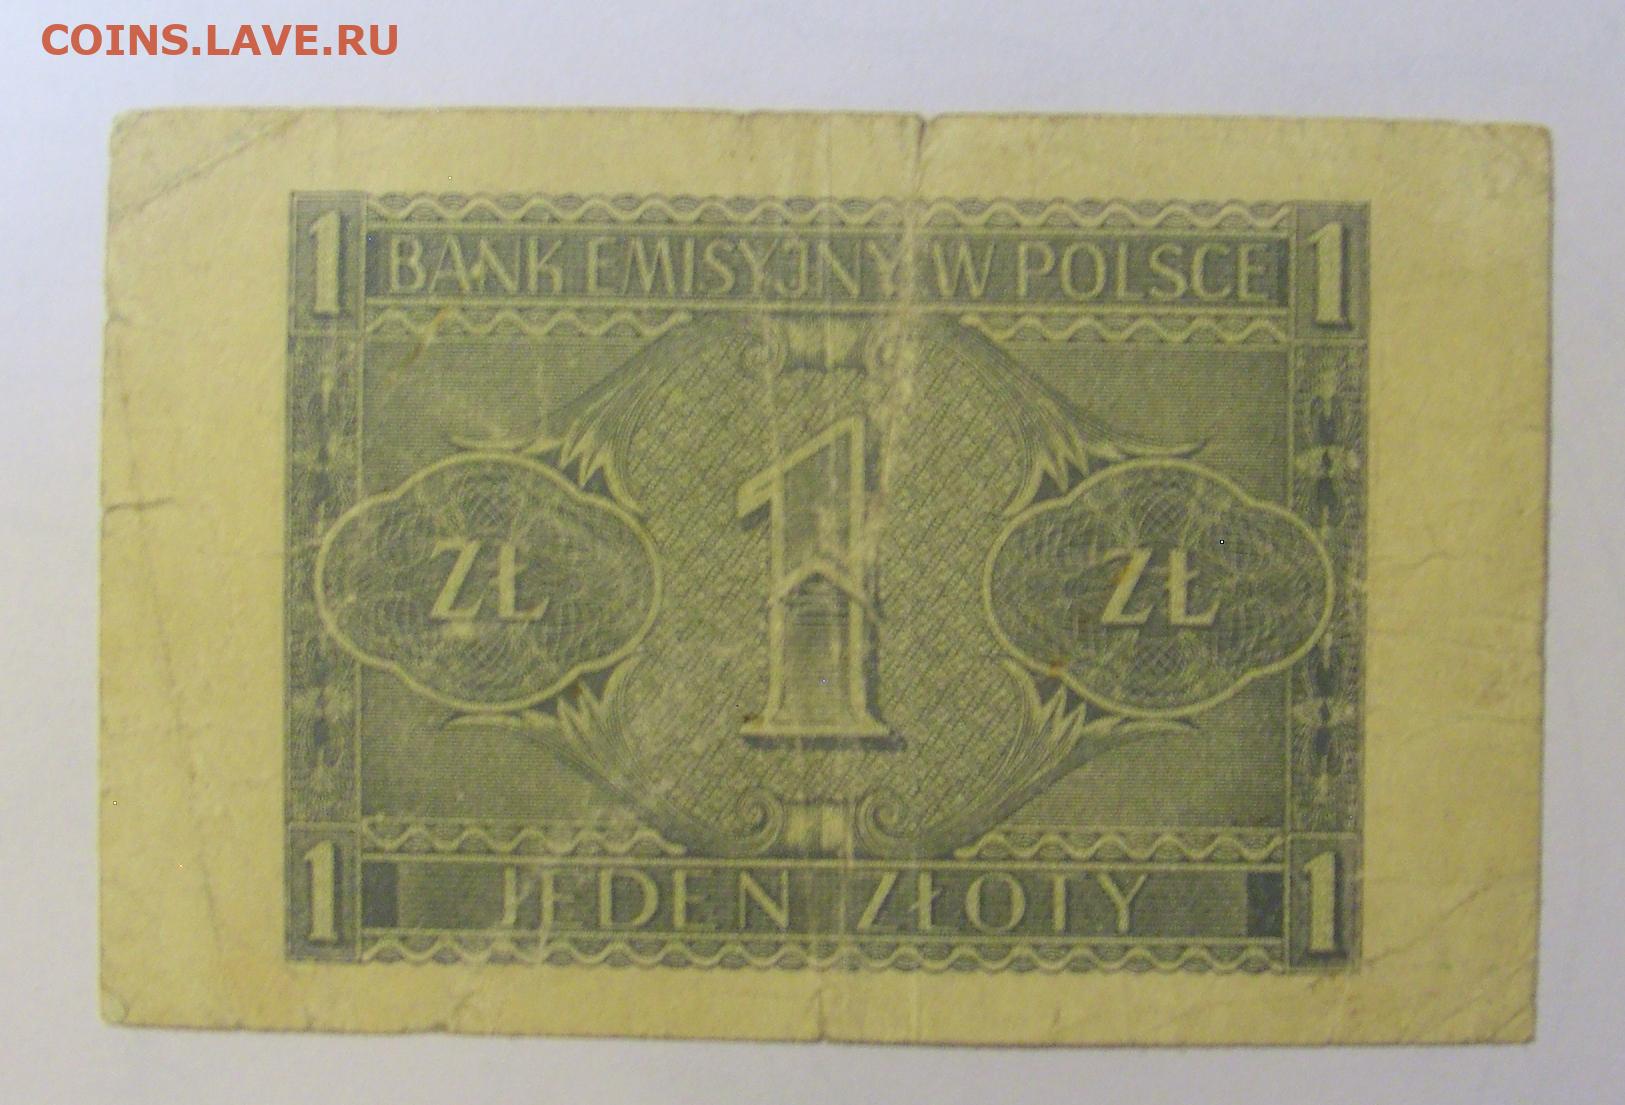 COINS.LAVE.RU
1 BANK EMISYJNY W POLSCE 1
1
ZŁ ZŁ
1 JEDEN ZŁOTY 1